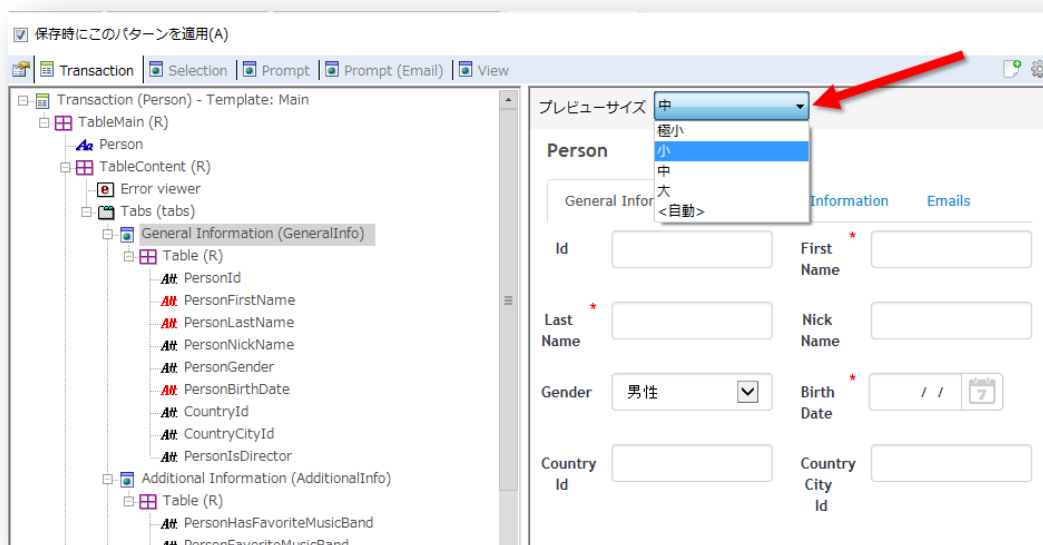 保存時にこのパターンを適用(A)
Transaction Selection Prompt Prompt (Email) View
Transaction (Person) - Template: Main
TableMain (R)
Person
TableContent (R)
Error viewer
Tabs (tabs)
General Information (GeneralInfo)
Table (R)
PersonId
PersonFirstName
PersonLastName
PersonNickName
PersonGender
PersonBirthDate
CountryId
CountryCityId
PersonIsDirector
Additional Information (AdditionalInfo)
Table (R)
PersonHasFavoriteMusicBand
PersonFavoriteMusicBand
プレビューサイズ 中
極小
小
中
大
<自動>
Person
General Infor Information Emails
Id
First
Name
*
Last
Name
*
Nick
Name
Gender 男性
Birth
Date
*
/ /
7
Country
Id
Country
City
Id